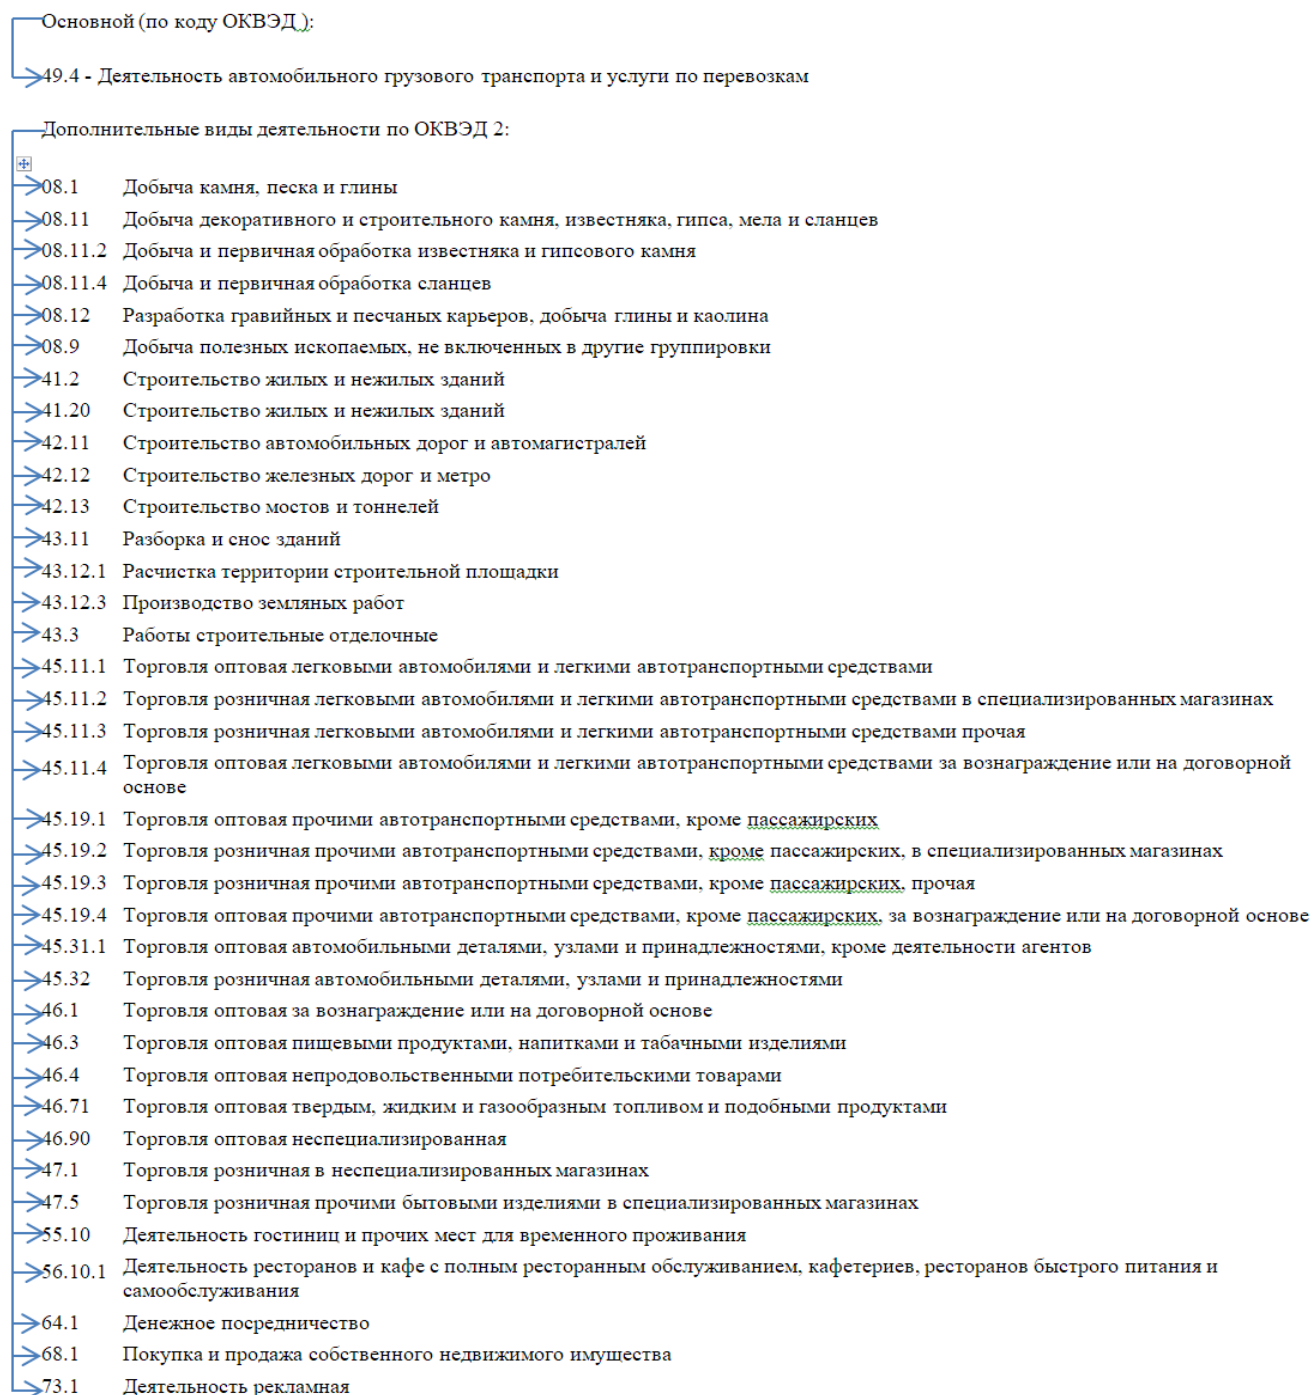 Основной (по коду ОКВЭД ):
49.4 - Деятельность автомобильного грузового транспорта и услуги по перевозкам
Дополнительные виды деятельности по ОКВЭД 2:
08.1 Добыча камня, песка и глины
08.11 Добыча декоративного и строительного камня, известняка, гипса, мела и сланцев
08.11.2 Добыча и первичная обработка известняка и гипсового камня
08.11.4 Добыча и первичная обработка сланцев
08.12 Разработка гравийных и песчаных карьеров, добыча глины и каолина
08.9 Добыча полезных ископаемых, не включенных в другие группировки
41.2 Строительство жилых и нежилых зданий
41.20 Строительство жилых и нежилых зданий
42.11 Строительство автомобильных дорог и автомагистралей
42.12 Строительство железных дорог и метро
42.13 Строительство мостов и тоннелей
43.11 Разборка и снос зданий
43.12.1 Расчистка территории строительной площадки
43.12.3 Производство земляных работ
43.3 Работы строительные отделочные
45.11.1 Торговля оптовая легковыми автомобилями и легкими автотранспортными средствами
45.11.2 Торговля розничная легковыми автомобилями и легкими автотранспортными средствами в специализированных магазинах
45.11.3 Торговля розничная легковыми автомобилями и легкими автотранспортными средствами прочая
45.11.4 Торговля оптовая легковыми автомобилями и легкими автотранспортными средствами за вознаграждение или на договорной
основе
45.19.1 Торговля оптовая прочими автотранспортными средствами, кроме пассажирских
45.19.2 Торговля розничная прочими автотранспортными средствами, кроме пассажирских, в специализированных магазинах
45.19.3 Торговля розничная прочими автотранспортными средствами, кроме пассажирских, прочая
45.19.4 Торговля оптовая прочими автотранспортными средствами, кроме пассажирских, за вознаграждение или на договорной основе
45.31.1 Торговля оптовая автомобильными деталями, узлами и принадлежностями, кроме деятельности агентов
45.32 Торговля розничная автомобильными деталями, узлами и принадлежностями
46.1 Торговля оптовая за вознаграждение или на договорной основе
46.3 Торговля оптовая пищевыми продуктами, напитками и табачными изделиями
46.4 Торговля оптовая непродовольственными потребительскими товарами
46.71 Торговля оптовая твердым, жидким и газообразным топливом и подобными продуктами
46.90 Торговля оптовая неспециализированная
47.1 Торговля розничная в неспециализированных магазинах
47.5 Торговля розничная прочими бытовыми изделиями в специализированных магазинах
55.10 Деятельность гостиниц и прочих мест для временного проживания
56.10.1 Деятельность ресторанов и кафе с полным ресторанным обслуживанием, кафетериев, ресторанов быстрого питания и
самообслуживания
64.1 Денежное посредничество
68.1 Покупка и продажа собственного недвижимого имущества
73.1 Деятельность рекламная